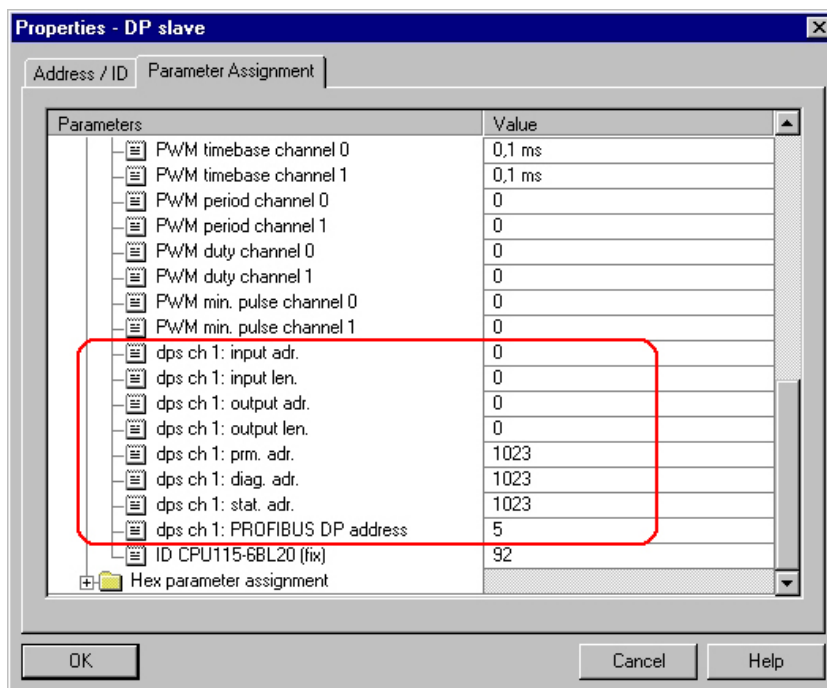 Properties - DP slave
Address / ID Parameter Assignment
Parameters Value
PWM timebase channel 0 0,1 ms
PWM timebase channel 1 0,1 ms
PWM period channel 0 0
PWM period channel 1 0
PWM duty channel 0 0
PWM duty channel 1 0
PWM min. pulse channel 0 0
PWM min. pulse channel 1 0
dps ch 1: input adr. 0
dps ch 1: input len. 0
dps ch 1: output adr. 0
dps ch 1: output len. 0
dps ch 1: prm. adr. 1023
dps ch 1: diag. adr. 1023
dps ch 1: stat. adr. 1023
dps ch 1: PROFIBUS DP address 5
ID CPU115-6BL20 (fix) 92
Hex parameter assignment
OK Cancel Help